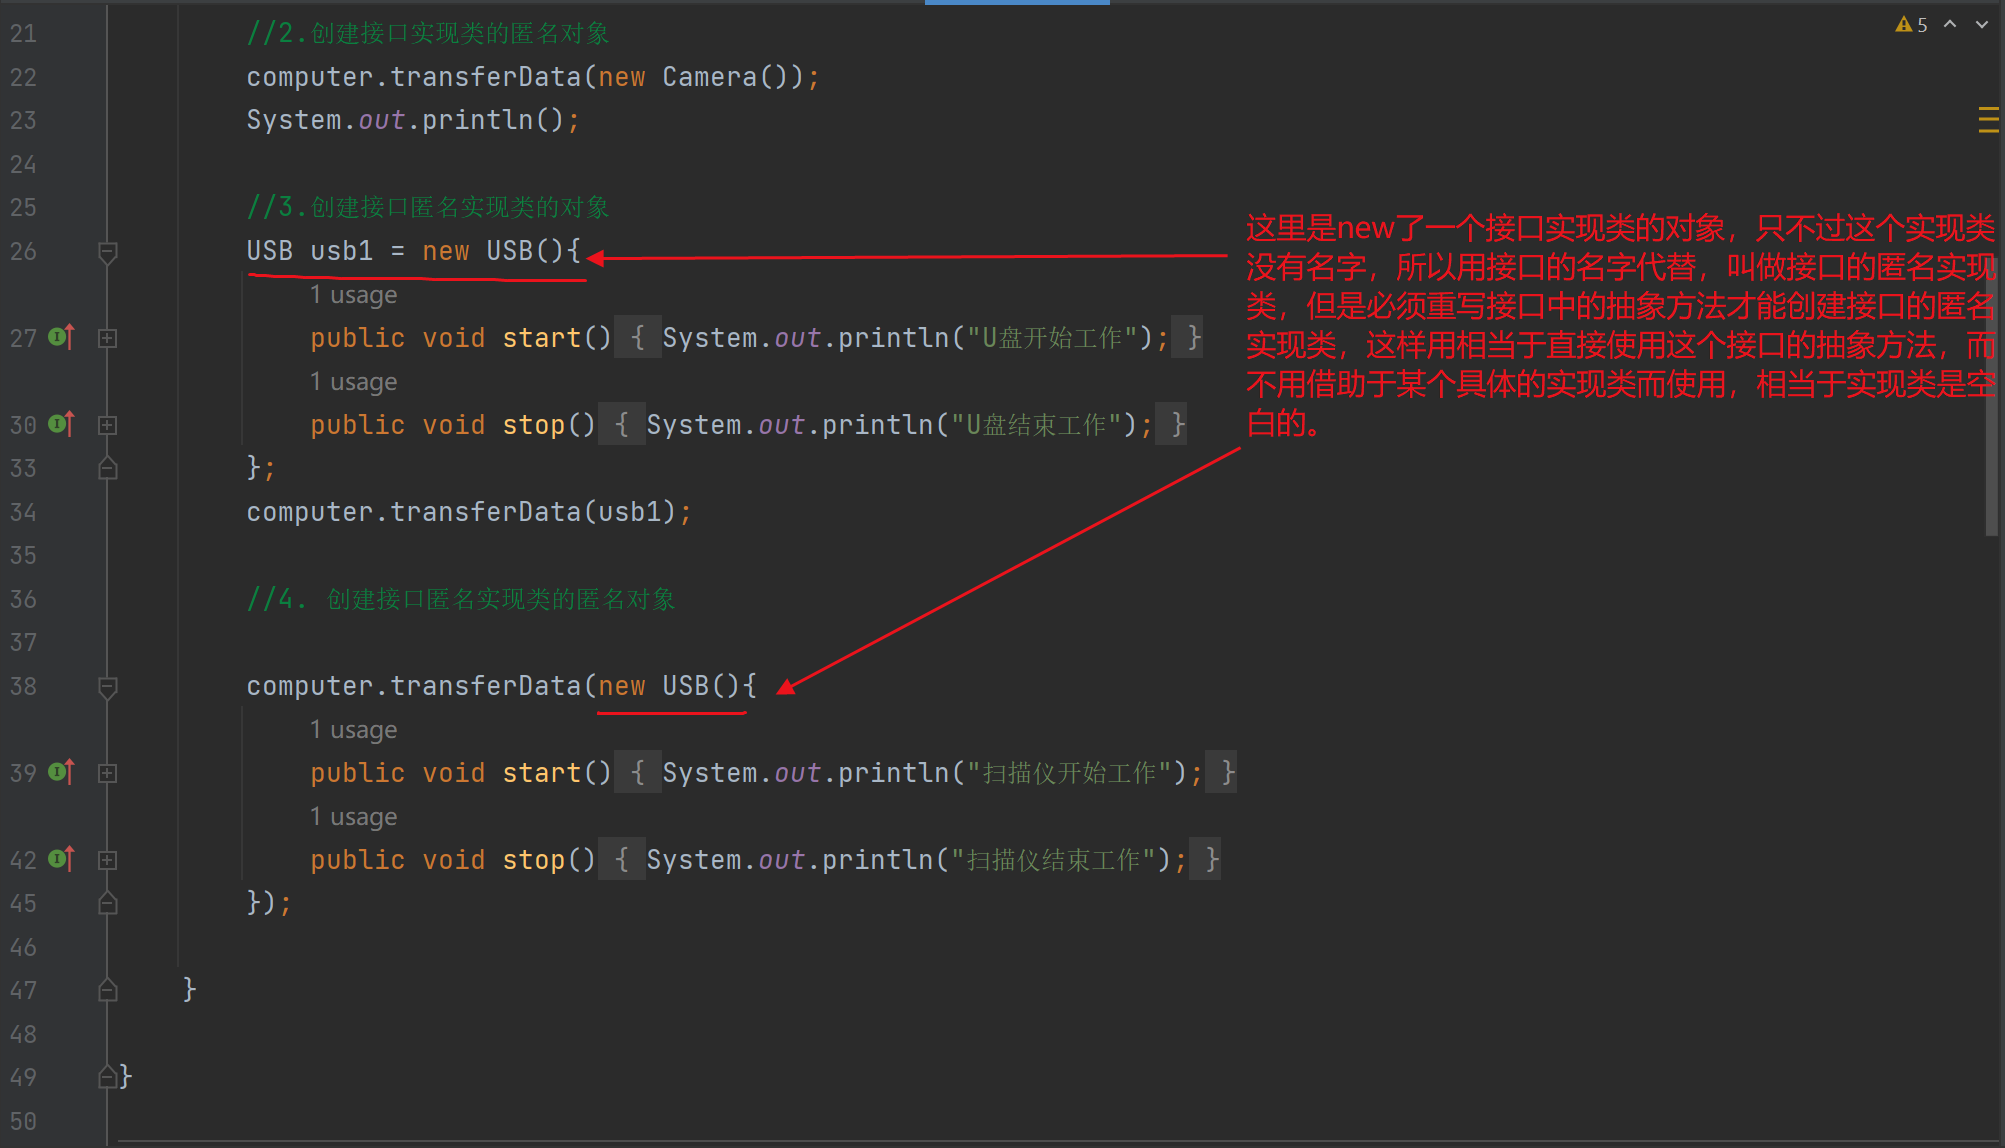 5
21 //2.创建接口实现类的匿名对象
22 computer.transferData(new Camera());
23 System.out.println();
24
25 //3.创建接口匿名实现类的对象
26 USB usb1 = new USB(){
1 usage
27 public void start() { System.out.println("U盘开始工作"); }
1 usage
30 public void stop() { System.out.println("U盘结束工作"); }
33 };
34 computer.transferData(usb1);
35
36 //4. 创建接口匿名实现类的匿名对象
37
38 computer.transferData(new USB(){
1 usage
39 public void start() { System.out.println("扫描仪开始工作"); }
1 usage
42 public void stop() { System.out.println("扫描仪结束工作"); }
45 });
46
47 }
48
49 }
50
这里是new了一个接口实现类的对象，只不过这个实现类
没有名字，所以用接口的名字代替，叫做接口的匿名实现
类，但是必须重写接口中的抽象方法才能创建接口的匿名
实现类，这样用相当于直接使用这个接口的抽象方法，而
不用借助于某个具体的实现类而使用，相当于实现类是空
白的。